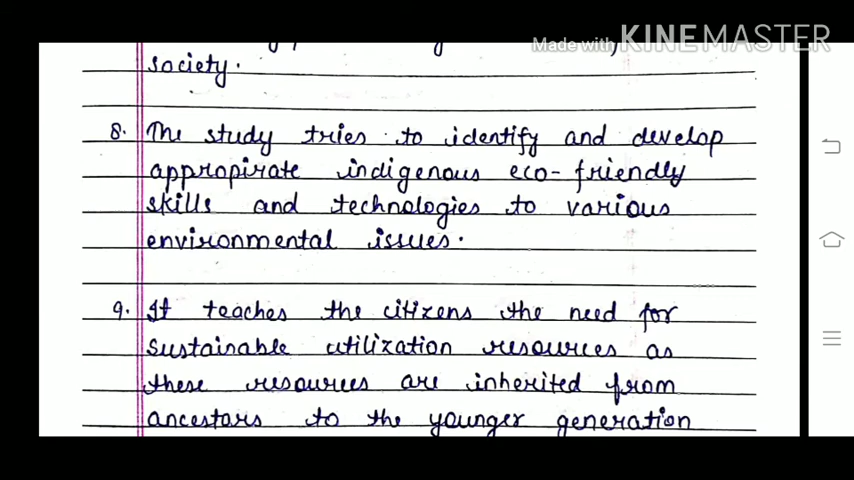 Made with KINEMASTER
society.
8. The study tries to identify and develop
appropirate indigenous eco-friendly
skills and technologies to various
environmental issues.
9. It teaches the citizens the need for
sustainable utilization resources as
these resources are inherited from
ancestars to the younger generation